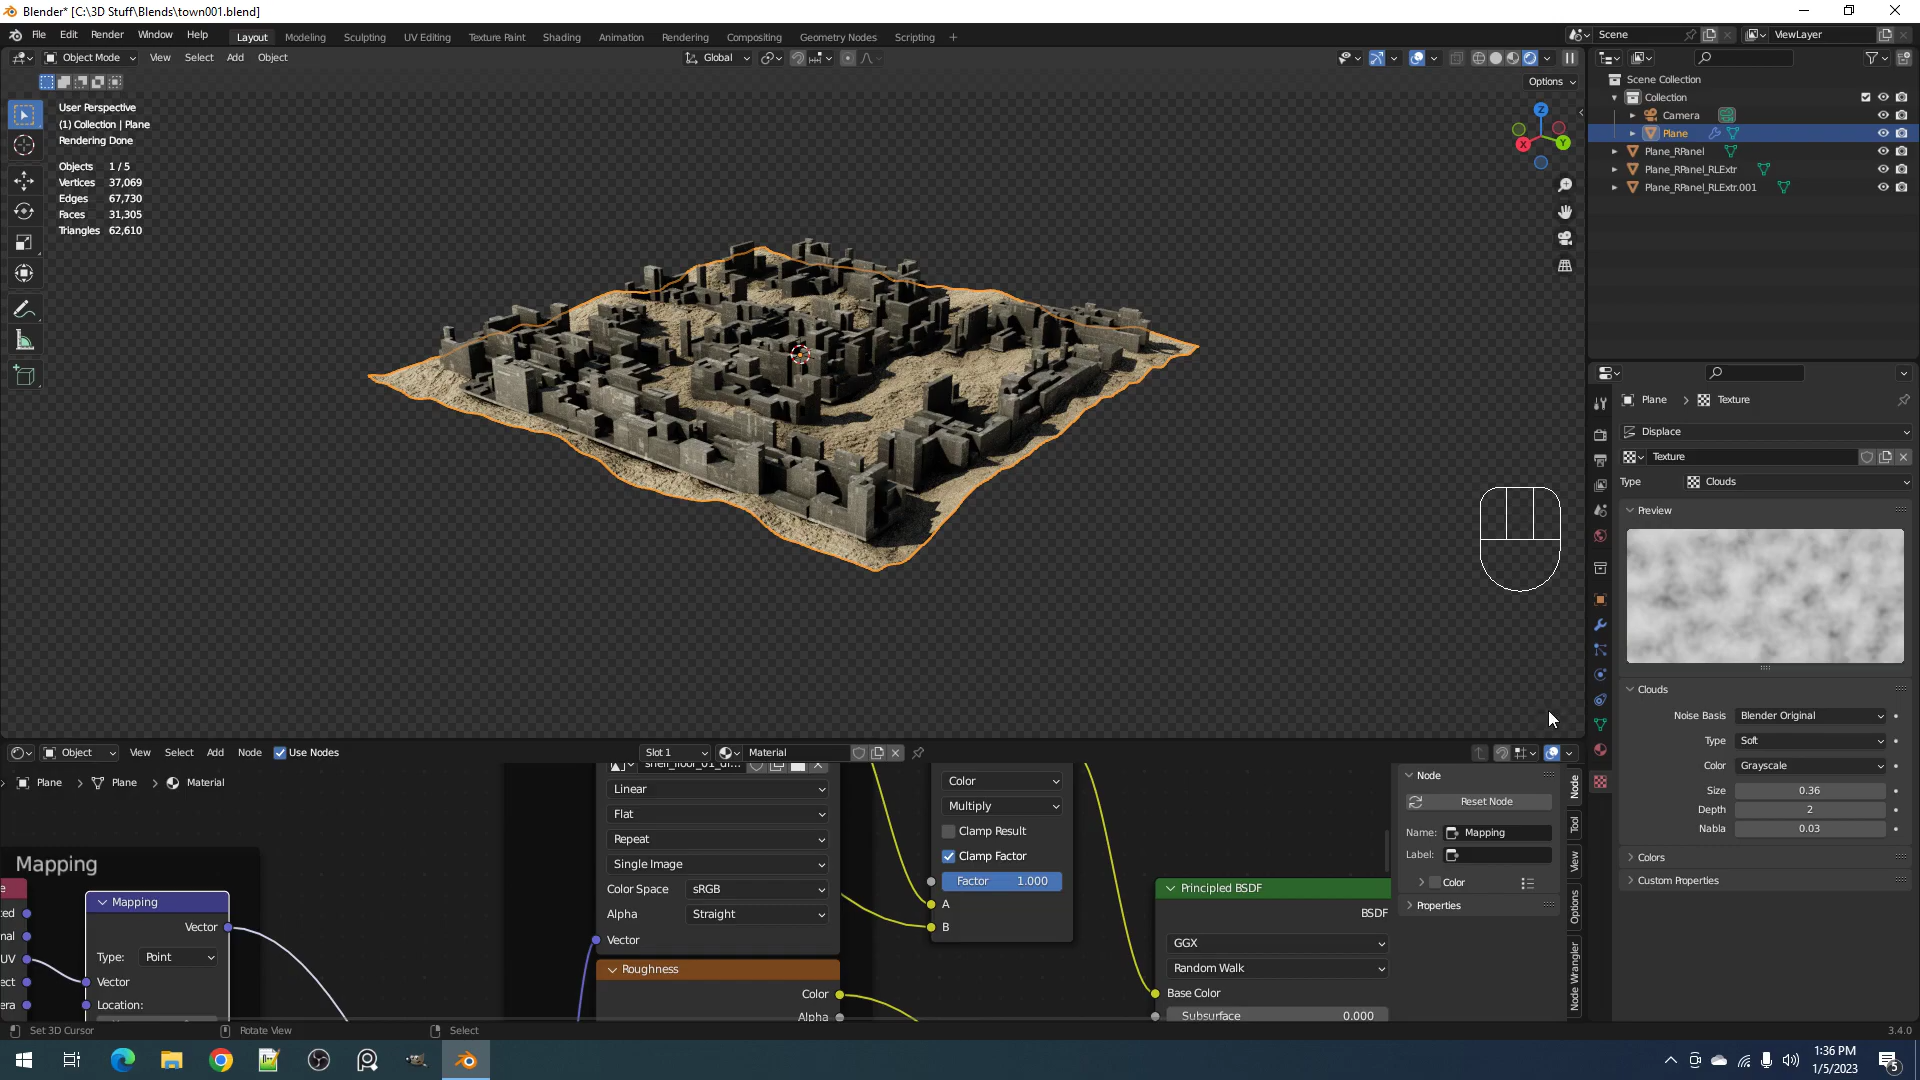 Blender* [C:\3D Stuff\Blends\town001.blend]
File Edit Render Window Help
Layout Modeling Sculpting UV Editing Texture Paint Shading Animation Rendering Compositing Geometry Nodes Scripting
Scene ViewLayer
Object Mode View Select Add Object
Global
Options
User Perspective
(1) Collection | Plane
Rendering Done
Objects 1 / 5
Vertices 37,069
Edges 67,730
Faces 31,305
Triangles 62,610
Z
X
Y
Scene Collection
Collection
Camera
Plane
Plane_RPanel
Plane_RPanel_RLExtr
Plane_RPanel_RLExtr.001
Plane > Texture
Displace
Texture
Type Clouds
Preview
Clouds
Noise Basis Blender Original
Type Soft
Color Grayscale
Size 0.36
Depth 2
Nabla 0.03
Colors
Custom Properties
Object View Select Add Node Use Nodes
Slot 1 Material
Plane > Plane > Material
Linear
Flat
Repeat
Single Image
Color Space sRGB
Alpha Straight
Vector
Roughness
Color
Alpha
Color
Multiply
Clamp Result
Clamp Factor
Factor 1.000
A
B
Principled BSDF
BSDF
GGX
Random Walk
Base Color
Subsurface 0.000
Mapping
UV
Mapping
Vector
Type: Point
Vector
Location:
Node
Reset Node
Name: Mapping
Label:
Color
Properties
Node
Tool
View
Options
Node Wrangler
Set 3D Cursor Rotate View Select
3.4.0
1:36 PM
1/5/2023
5